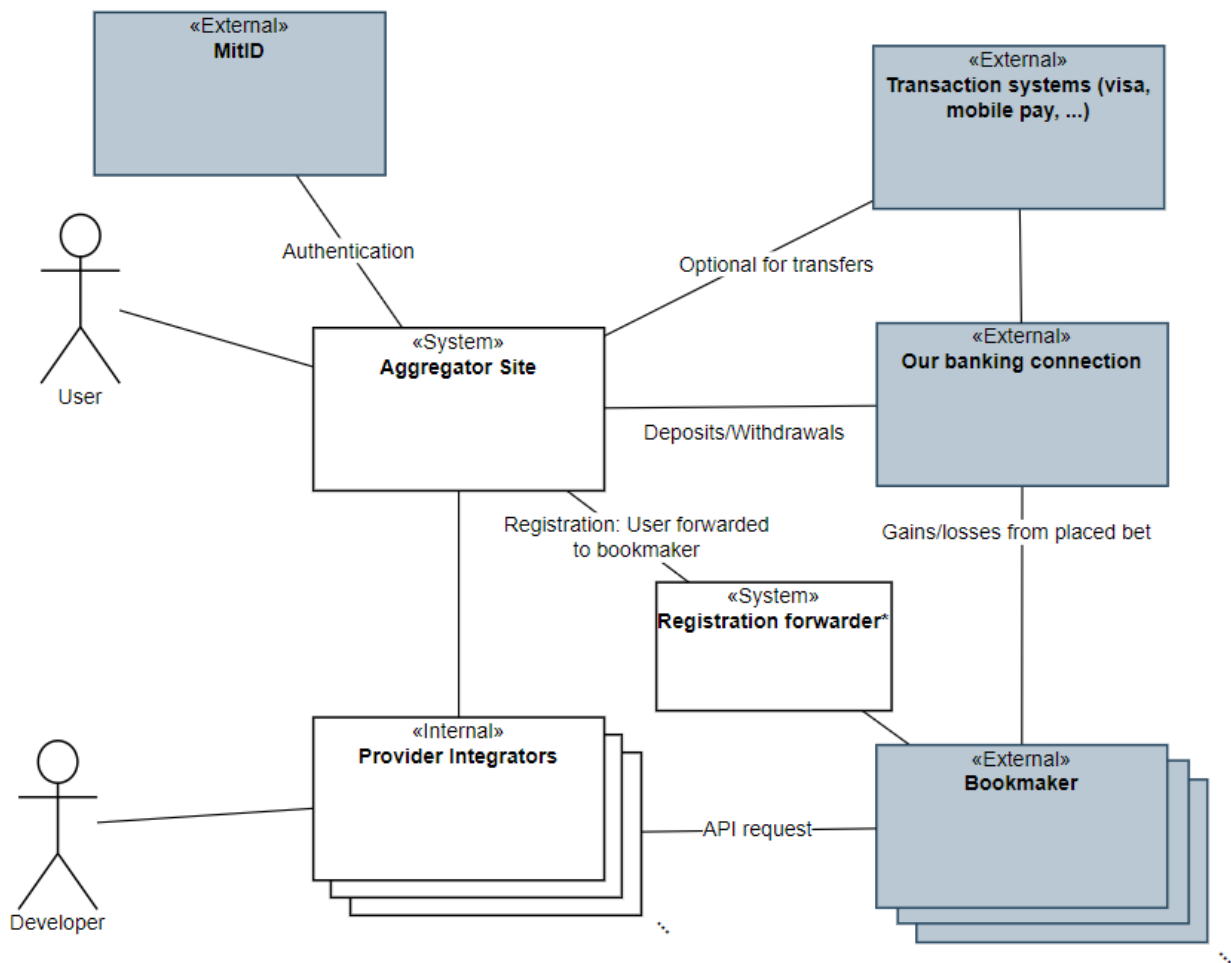 «External»
MitID
«External»
Transaction systems (visa,
mobile pay, ...)
Authentication
Optional for transfers
User
«System»
Aggregator Site
«External»
Our banking connection
Deposits/Withdrawals
Registration: User forwarded
to bookmaker
Gains/losses from placed bet
«System»
Registration forwarder*
«Internal»
Provider Integrators
«External»
Bookmaker
API request
Developer